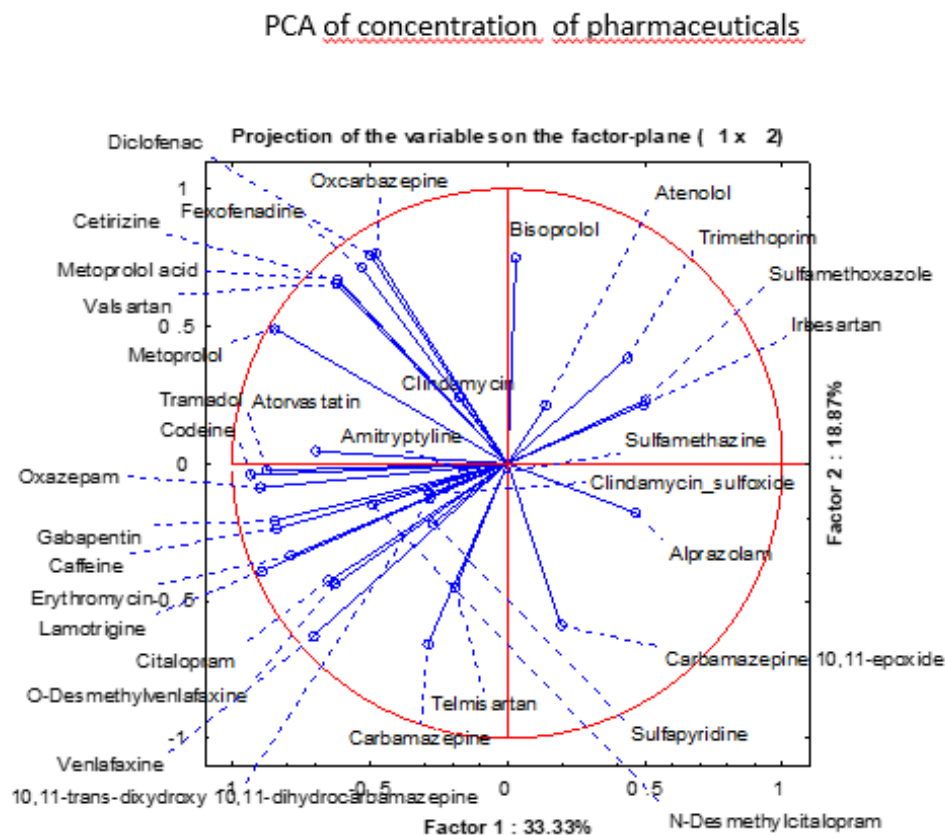 PCA of concentration of pharmaceuticals
Projection of the variables on the factor-plane ( 1 x 2)
Diclofenac
Oxcarbazepine
Fexofenadine
Cetirizine
Metoprolol acid
Valsartan
Metoprolol
Bisoprolol
Atenolol
Trimethoprim
Sulfamethoxazole
Irbesartan
Clindamycin
Tramadol
Atorvastatin
Codeine
Amitryptyline
Sulfamethazine
Oxazepam
Clindamycin_sulfoxide
Gabapentin
Caffeine
Alprazolam
Erythromycin
Lamotrigine
Citalopram
Carbamazepine 10,11-epoxide
O-Desmethylvenlafaxine
Telmisartan
Carbamazepine
Sulfapyridine
Venlafaxine
10,11-trans-dixydroxy 10,11-dihydrocarbamazepine
N-Desmethylcitalopram
1
0.5
0
-0.5
-1
-1
-0.5
0
0.5
1
Factor 1 : 33.33%
Factor 2 : 18.87%